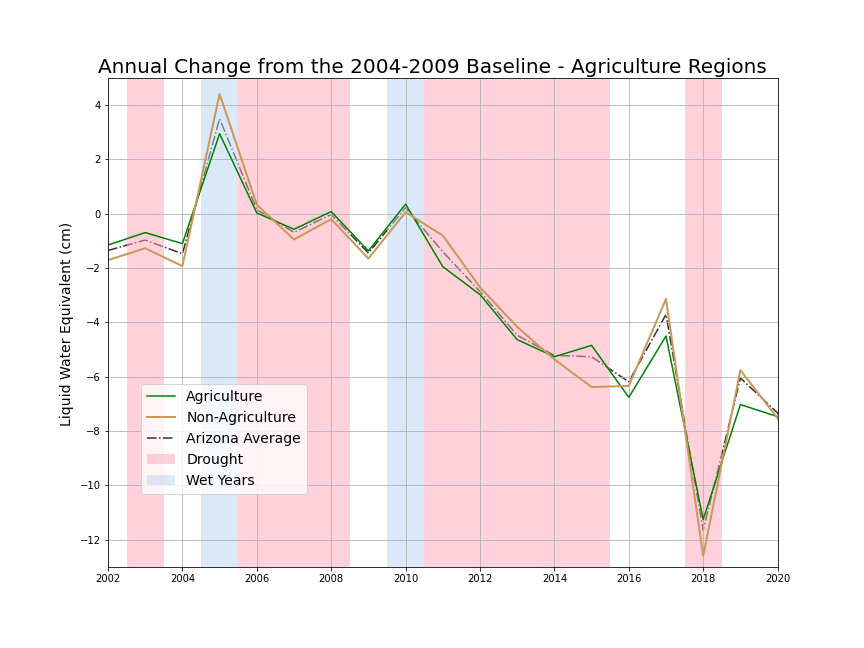 Annual Change from the 2004-2009 Baseline - Agriculture Regions
Liquid Water Equivalent (cm)
4
2
0
−2
−4
−6
−8
−10
−12
Agriculture
Non-Agriculture
Arizona Average
Drought
Wet Years
2002 2004 2006 2008 2010 2012 2014 2016 2018 2020